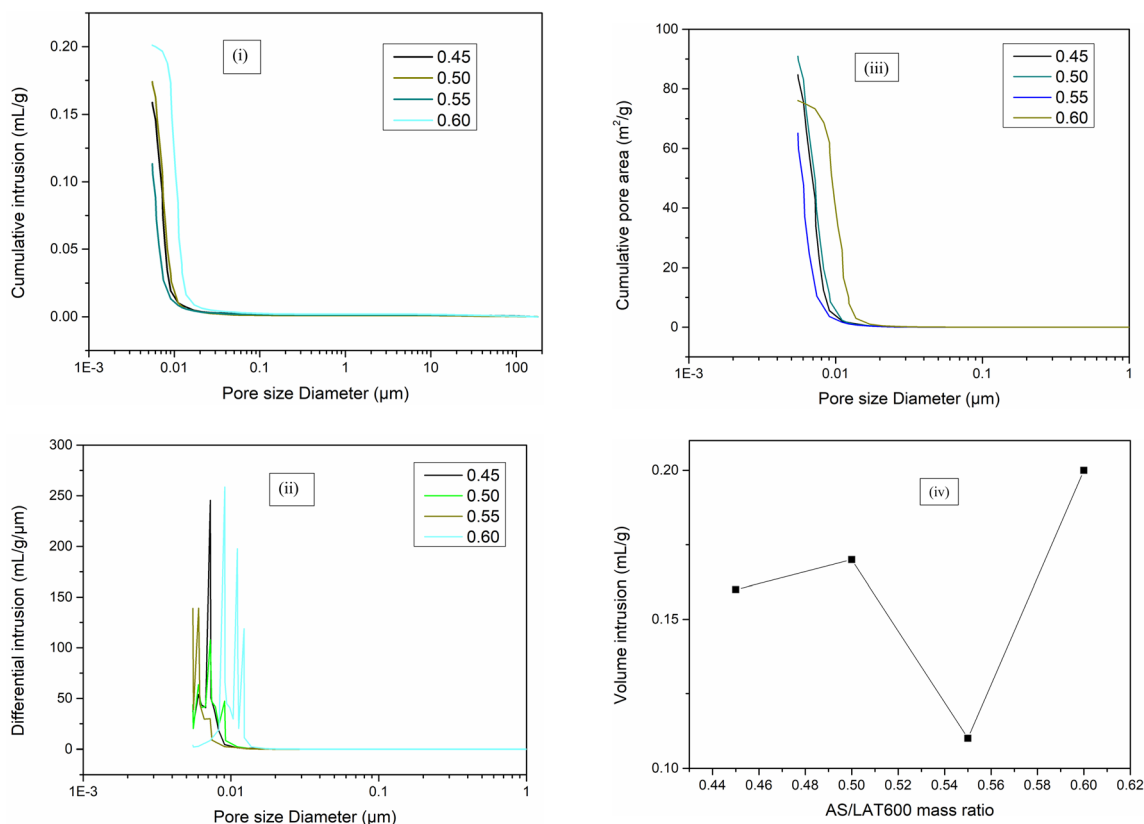 (i)
0.45
0.50
0.55
0.60
0.20
0.15
0.10
0.05
0.00
Cumulative intrusion (mL/g)
1E-3 0.01 0.1 1 10 100
Pore size Diameter (µm)
(iii)
0.45
0.50
0.55
0.60
100
80
60
40
20
0
Cumulative pore area (m²/g)
1E-3 0.01 0.1 1
Pore size Diameter (µm)
(ii)
0.45
0.50
0.55
0.60
300
250
200
150
100
50
0
Differential intrusion (mL/g/µm)
1E-3 0.01 0.1 1
Pore size Diameter (µm)
(iv)
0.20
0.15
0.10
Volume intrusion (mL/g)
0.44 0.46 0.48 0.50 0.52 0.54 0.56 0.58 0.60 0.62
AS/LAT600 mass ratio